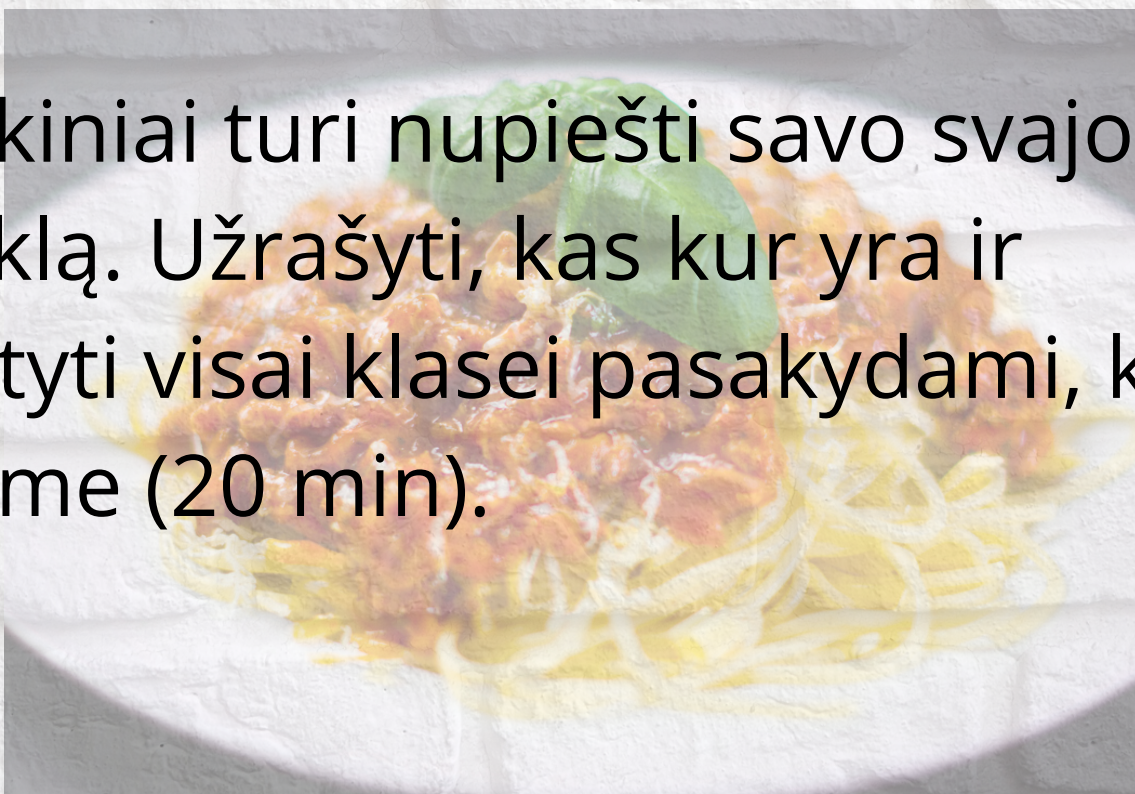 kiniai turi nupiešti savo svajo
klą. Užrašyti, kas kur yra ir
tyti visai klasei pasakydami, k
me (20 min).